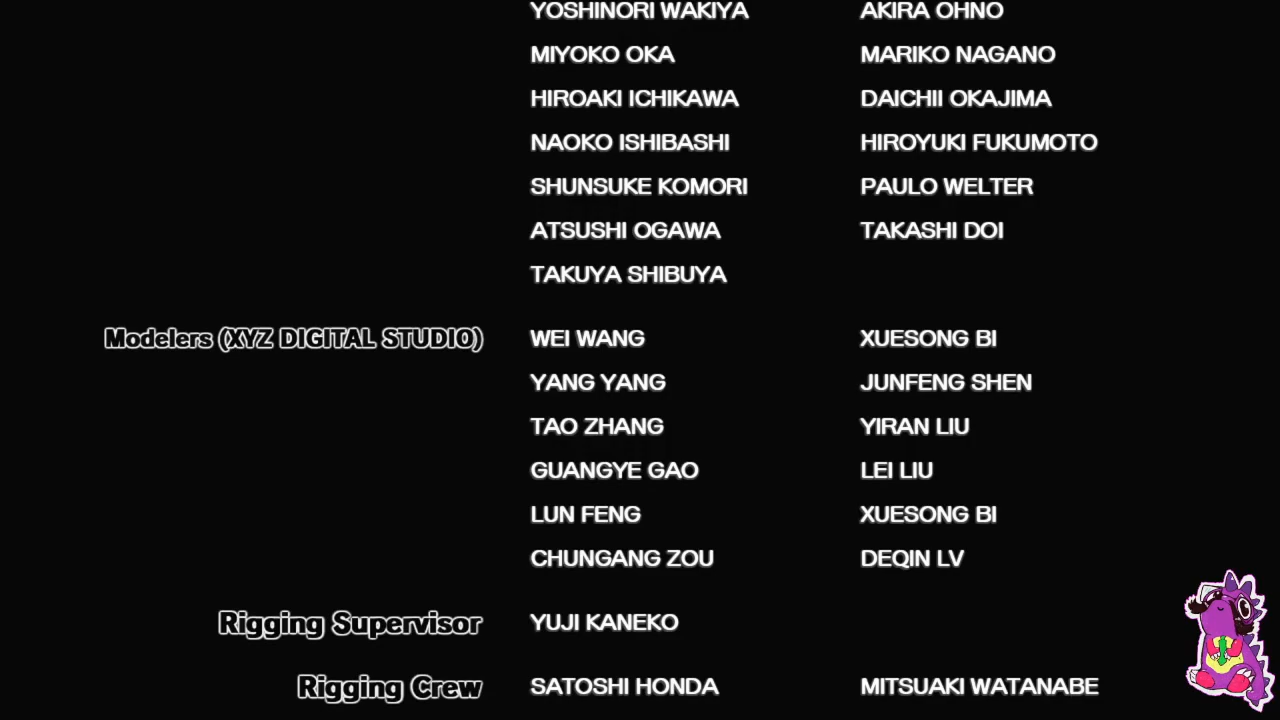 YOSHINORI WAKIYA AKIRA OHNO
MIYOKO OKA MARIKO NAGANO
HIROAKI ICHIKAWA DAICHII OKAJIMA
NAOKO ISHIBASHI HIROYUKI FUKUMOTO
SHUNSUKE KOMORI PAULO WELTER
ATSUSHI OGAWA TAKASHI DOI
TAKUYA SHIBUYA
Modelers (XYZ DIGITAL STUDIO) WEI WANG XUESONG BI
YANG YANG JUNFENG SHEN
TAO ZHANG YIRAN LIU
GUANGYE GAO LEI LIU
LUN FENG XUESONG BI
CHUNGANG ZOU DEQIN LV
Rigging Supervisor YUJI KANEKO
Rigging Crew SATOSHI HONDA MITSUAKI WATANABE